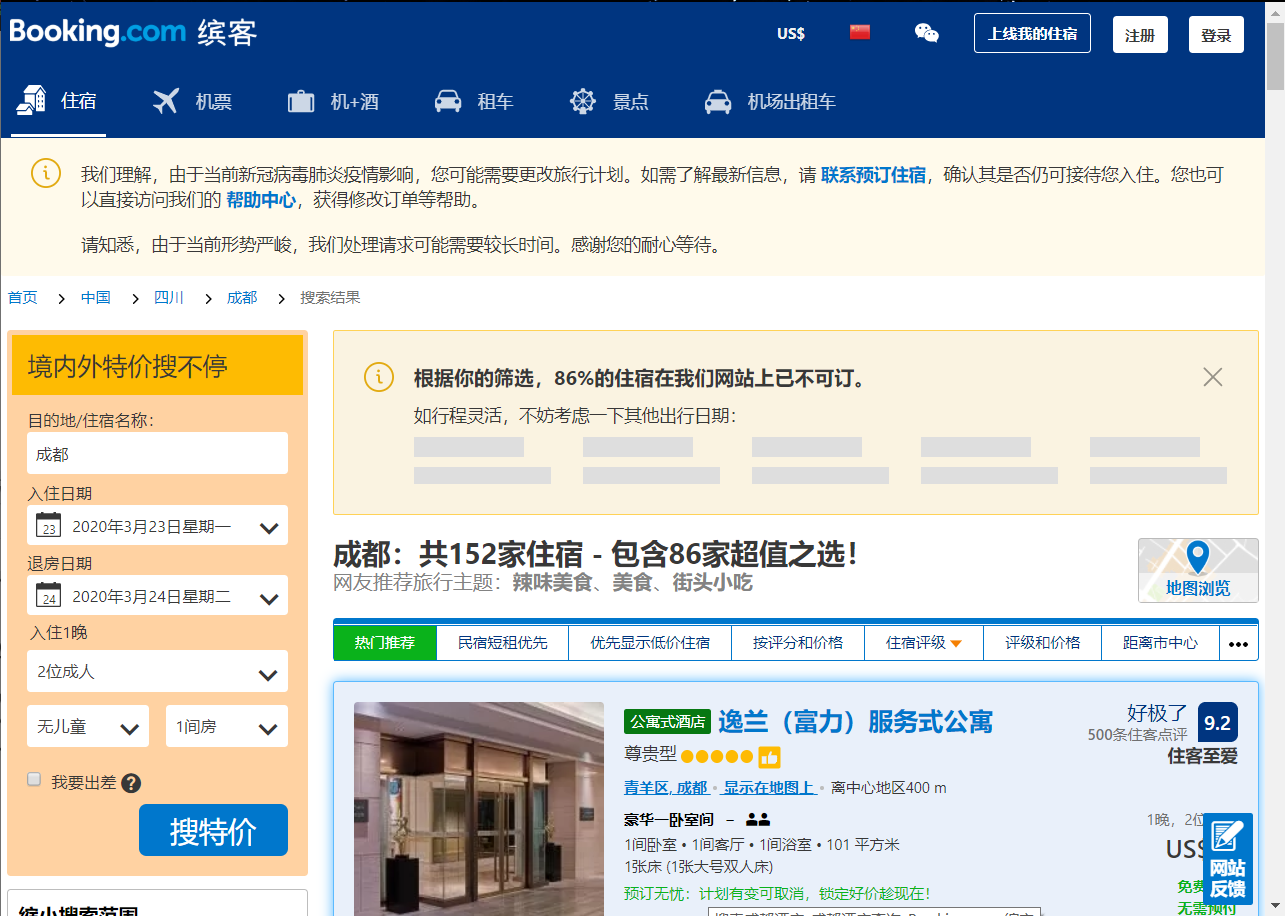 Booking.com 缤客
US$
上线我的住宿
注册
登录
住宿
机票
机+酒
租车
景点
机场出租车
我们理解，由于当前新冠病毒肺炎疫情影响，您可能需要更改旅行计划。如需了解最新信息，请 联系预订住宿，确认其是否仍可接待您入住。您也可
以直接访问我们的 帮助中心，获得修改订单等帮助。
请知悉，由于当前形势严峻，我们处理请求可能需要较长时间。感谢您的耐心等待。
首页 > 中国 > 四川 > 成都 > 搜索结果
境内外特价搜不停
目的地/住宿名称：
成都
入住日期
23 2020年3月23日星期一
退房日期
24 2020年3月24日星期二
入住1晚
2位成人
无儿童
1间房
我要出差 ?
搜特价
缩小搜索范围
根据你的筛选，86%的住宿在我们网站上已不可订。
如行程灵活，不妨考虑一下其他出行日期：
成都：共152家住宿 - 包含86家超值之选！
网友推荐旅行主题：辣味美食、美食、街头小吃
地图浏览
热门推荐
民宿短租优先
优先显示低价住宿
按评分和价格
住宿评级
评级和价格
距离市中心
•••
公寓式酒店 逸兰（富力）服务式公寓
尊贵型
青羊区, 成都 • 显示在地图上 • 离中心地区400 m
豪华一卧室间 –
1间卧室 • 1间客厅 • 1间浴室 • 101 平方米
1张床 (1张大号双人床)
预订无忧：计划有变可取消，锁定好价趁现在！
好极了 9.2
500条住客点评
住客至爱
1晚，2位
US$
免费
无需预付
网站
反馈